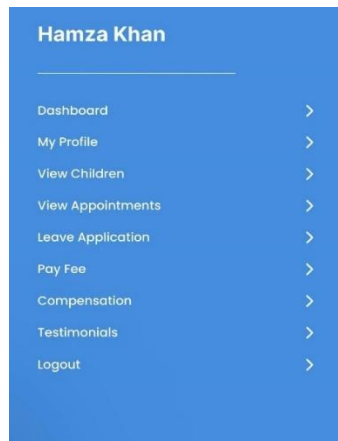 Hamza Khan
Dashboard
My Profile
View Children
View Appointments
Leave Application
Pay Fee
Compensation
Testimonials
Logout